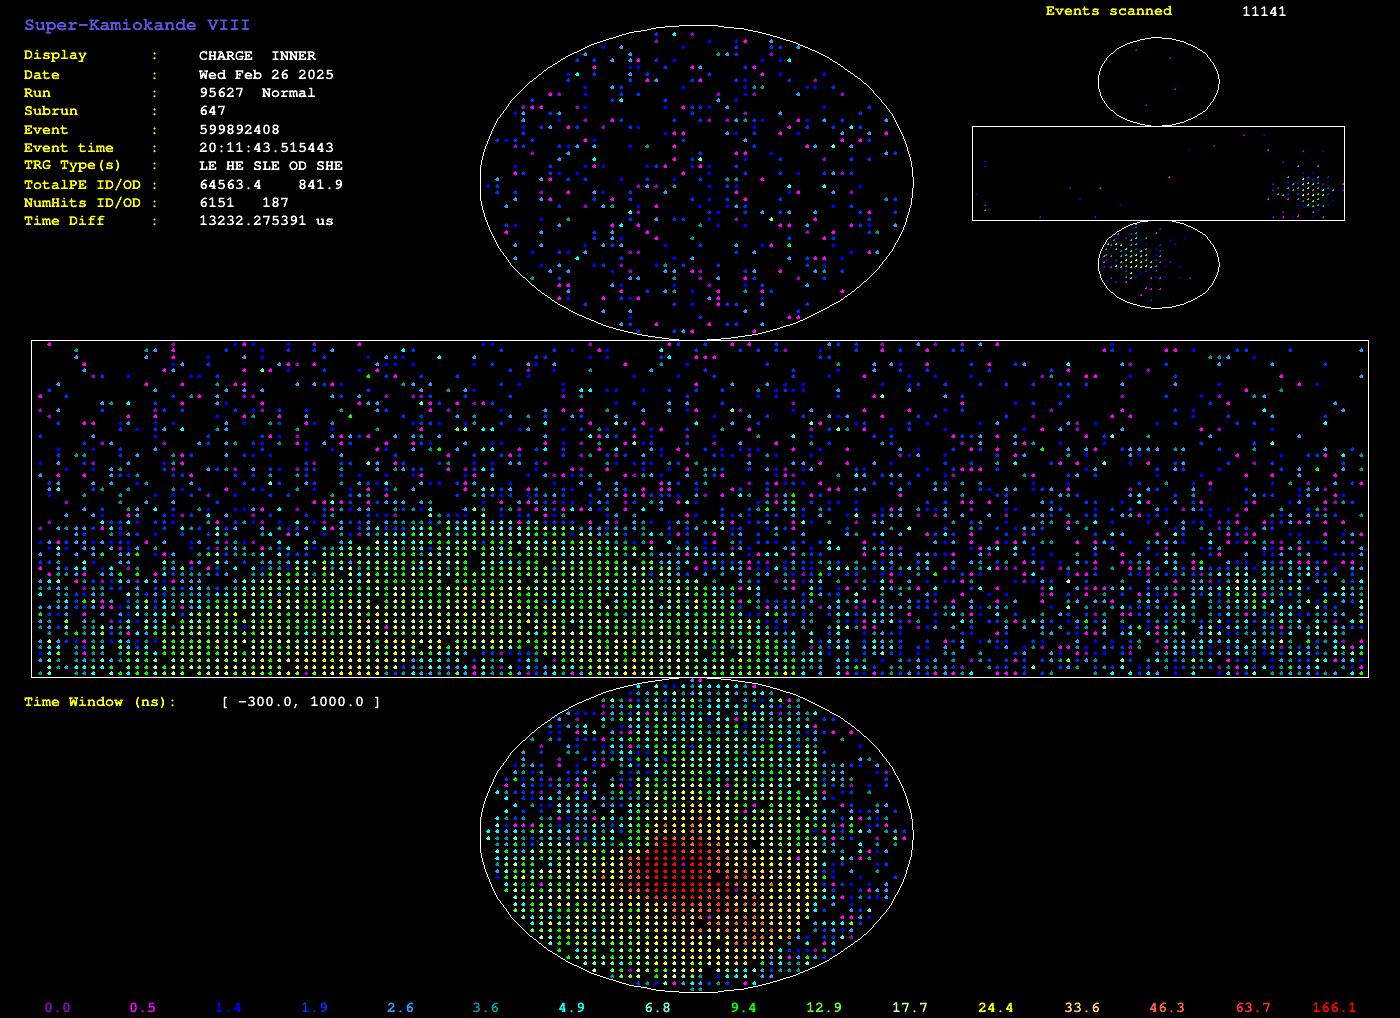 Super-Kamiokande VIII
Display : CHARGE INNER
Date : Wed Feb 26 2025
Run : 95627 Normal
Subrun : 647
Event : 599892408
Event time : 20:11:43.515443
TRG Type(s) : LE HE SLE OD SHE
TotalPE ID/OD : 64563.4 841.9
NumHits ID/OD : 6151 187
Time Diff : 13232.275391 us
Events scanned 11141
Time Window (ns): [ -300.0, 1000.0 ]
0.0 0.5 1.4 1.9 2.6 3.6 4.9 6.8 9.4 12.9 17.7 24.4 33.6 46.3 63.7 166.1